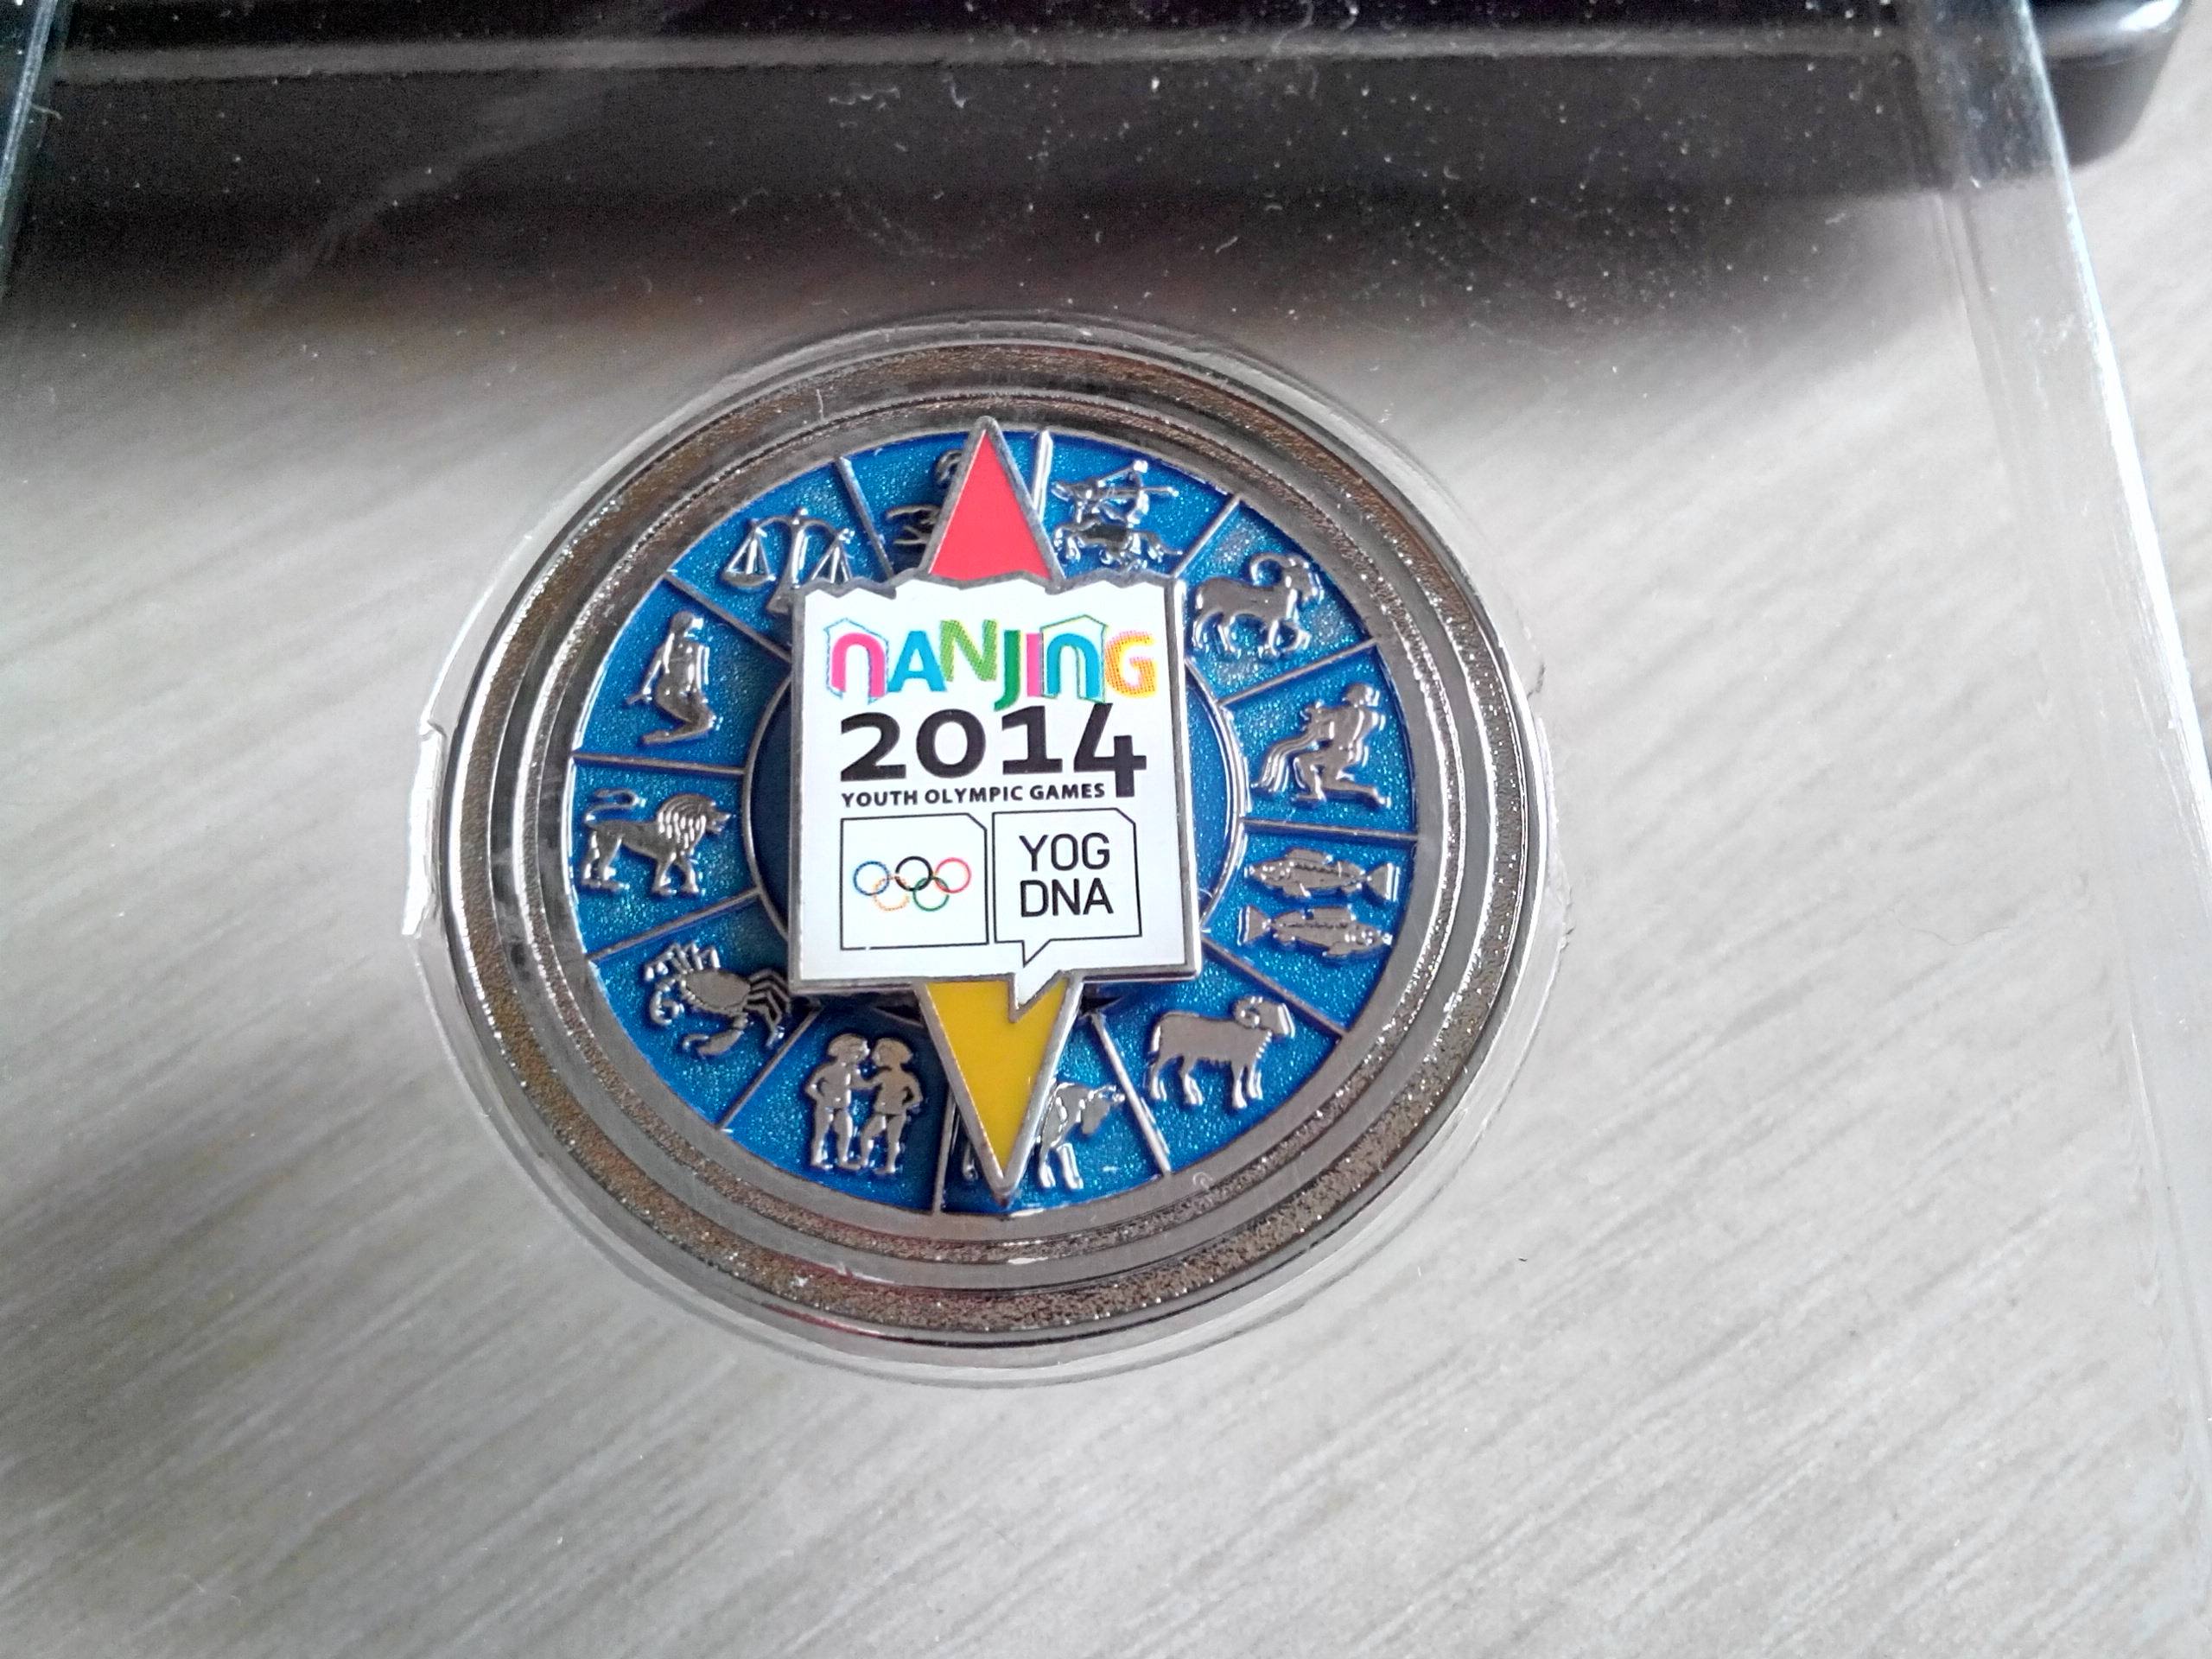 NANJING
2014
YOUTH OLYMPIC GAMES
YOG
DNA